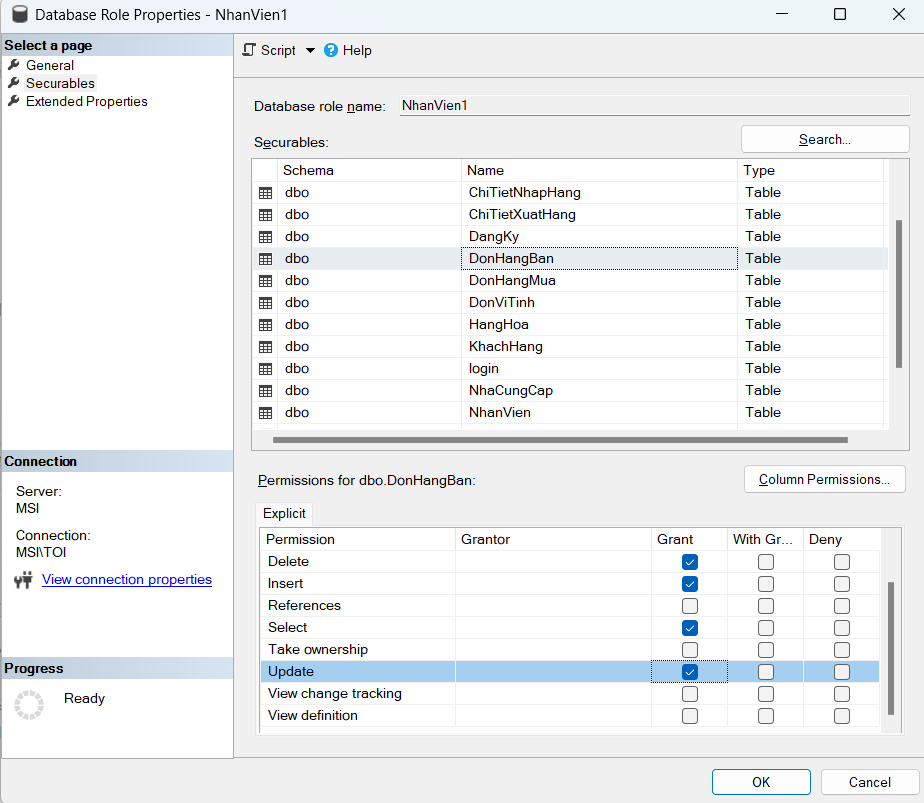 Database Role Properties - NhanVien1
Select a page
General
Securables
Extended Properties
Script Help
Database role name: NhanVien1
Securables: Search...
Schema Name Type
dbo ChiTietNhapHang Table
dbo ChiTietXuatHang Table
dbo DangKy Table
dbo DonHangBan Table
dbo DonHangMua Table
dbo DonViTinh Table
dbo HangHoa Table
dbo KhachHang Table
dbo login Table
dbo NhaCungCap Table
dbo NhanVien Table
Connection
Server:
MSI
Connection:
MSI\TOI
View connection properties
Progress
Ready
Permissions for dbo.DonHangBan: Column Permissions...
Explicit
Permission Grantor Grant With Gr... Deny
Delete
Insert
References
Select
Take ownership
Update
View change tracking
View definition
OK Cancel